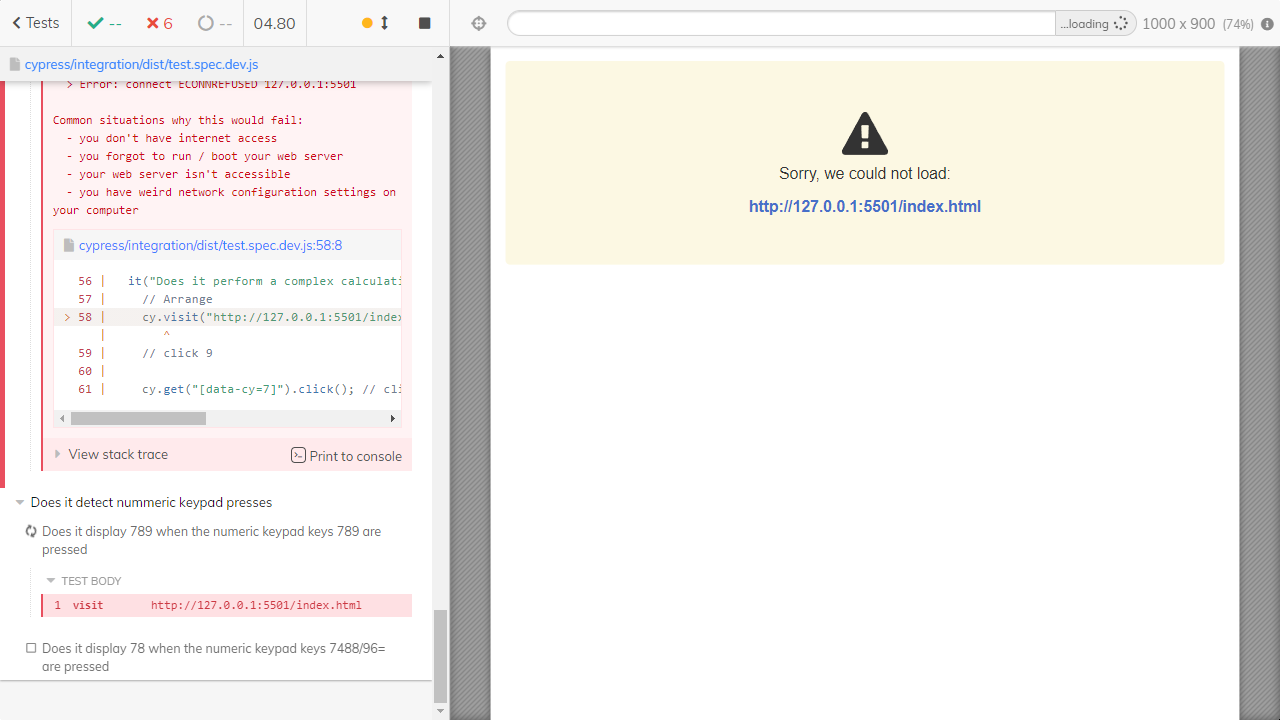 Tests
--
6
--
04.80
...loading
1000 x 900 (74%)
cypress/integration/dist/test.spec.dev.js
> Error: connect ECONNREFUSED 127.0.0.1:5501
Common situations why this would fail:
- you don't have internet access
- you forgot to run / boot your web server
- your web server isn't accessible
- you have weird network configuration settings on
your computer
cypress/integration/dist/test.spec.dev.js:58:8
56 | it("Does it perform a complex calculati
57 | // Arrange
> 58 | cy.visit("http://127.0.0.1:5501/index
| ^
59 | // click 9
60 |
61 | cy.get("[data-cy=7]").click(); // cli
View stack trace
Print to console
Does it detect nummeric keypad presses
Does it display 789 when the numeric keypad keys 789 are
pressed
TEST BODY
1 visit http://127.0.0.1:5501/index.html
Does it display 78 when the numeric keypad keys 7488/96=
are pressed
Sorry, we could not load:
http://127.0.0.1:5501/index.html